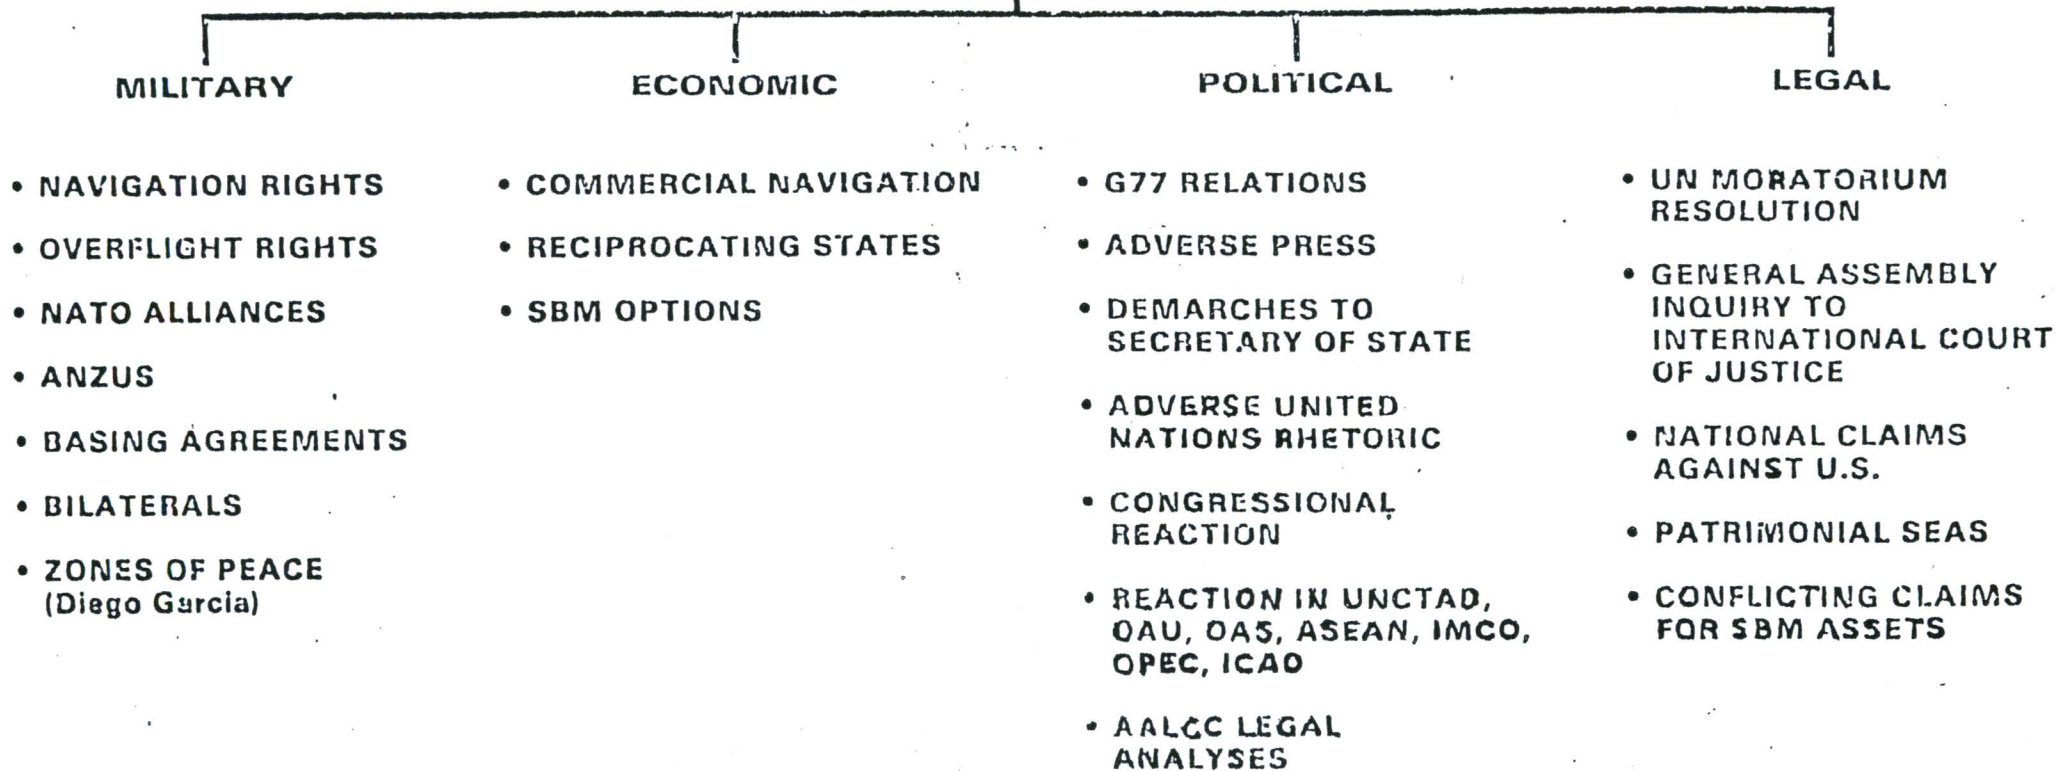 MILITARY
• NAVIGATION RIGHTS
• OVERFLIGHT RIGHTS
• NATO ALLIANCES
• ANZUS
• BASING AGREEMENTS
• BILATERALS
• ZONES OF PEACE
(Diego Garcia)
ECONOMIC
• COMMERCIAL NAVIGATION
• RECIPROCATING STATES
• SBM OPTIONS
POLITICAL
• G77 RELATIONS
• ADVERSE PRESS
• DEMARCHES TO
SECRETARY OF STATE
• ADVERSE UNITED
NATIONS RHETORIC
• CONGRESSIONAL
REACTION
• REACTION IN UNCTAD,
OAU, OAS, ASEAN, IMCO,
OPEC, ICAO
• AALCC LEGAL
ANALYSES
LEGAL
• UN MORATORIUM
RESOLUTION
• GENERAL ASSEMBLY
INQUIRY TO
INTERNATIONAL COURT
OF JUSTICE
• NATIONAL CLAIMS
AGAINST U.S.
• PATRIMONIAL SEAS
• CONFLICTING CLAIMS
FOR SBM ASSETS